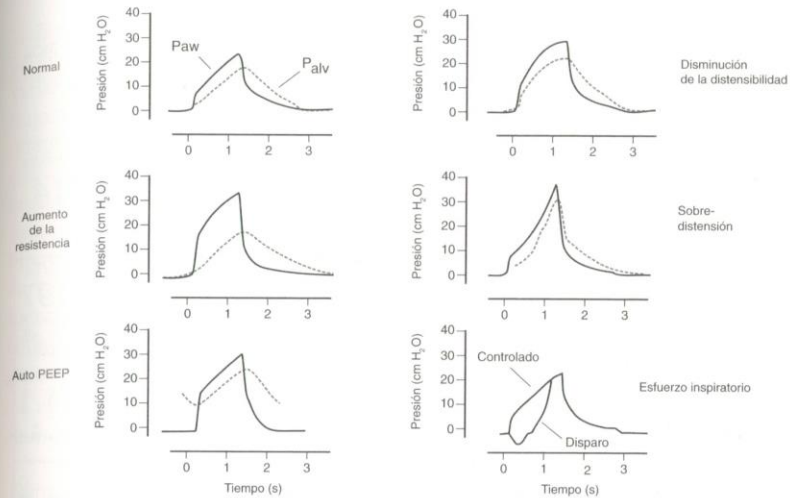 Normal
Presión (cm H₂O)
40
30
20
10
0
Paw
Palv
0 1 2 3
Presión (cm H₂O)
40
30
20
10
0
0 1 2 3
Disminución
de la distensibilidad
Aumento
de la
resistencia
Presión (cm H₂O)
40
30
20
10
0
0 1 2 3
Presión (cm H₂O)
40
30
20
10
0
0 1 2 3
Sobre-
distensión
Auto PEEP
Presión (cm H₂O)
40
30
20
10
0
0 1 2 3
Tiempo (s)
Presión (cm H₂O)
40
30
20
10
0
Controlado
Disparo
0 1 2 3
Tiempo (s)
Esfuerzo inspiratorio